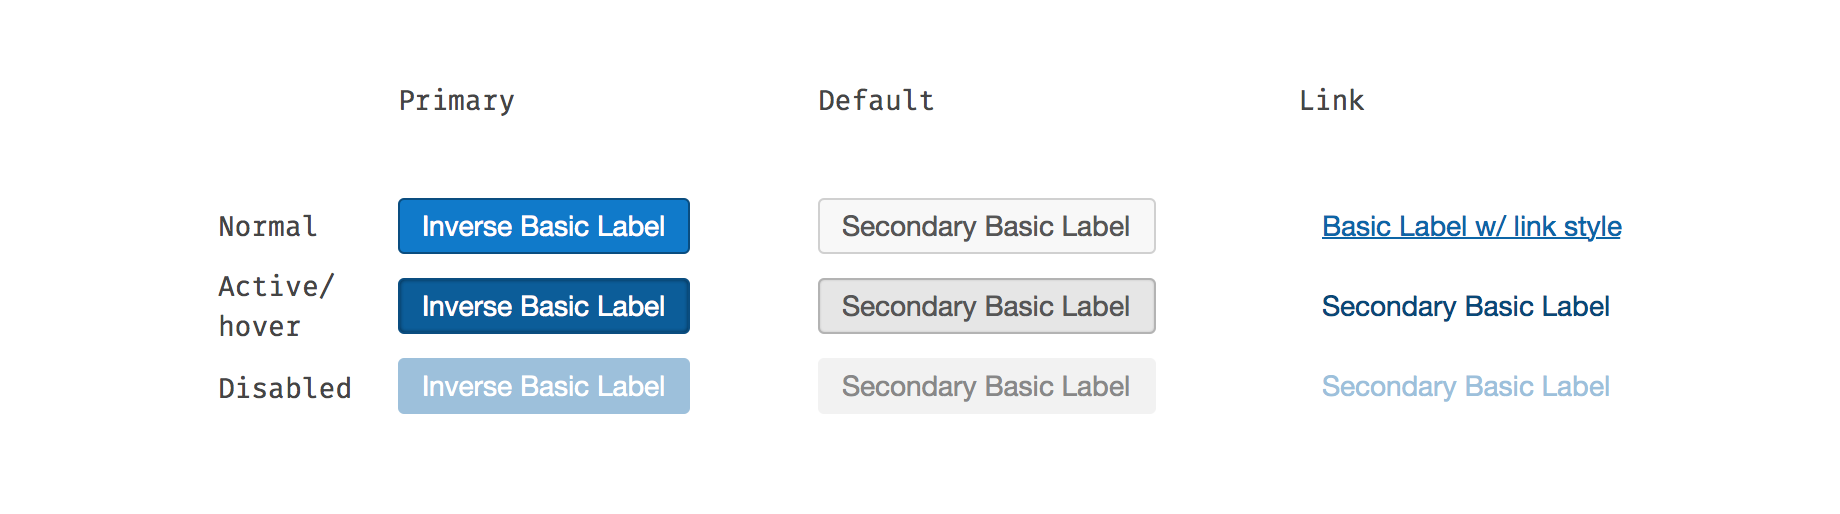 Primary Default Link
Normal Inverse Basic Label Secondary Basic Label Basic Label w/ link style
Active/
hover Inverse Basic Label Secondary Basic Label Secondary Basic Label
Disabled Inverse Basic Label Secondary Basic Label Secondary Basic Label